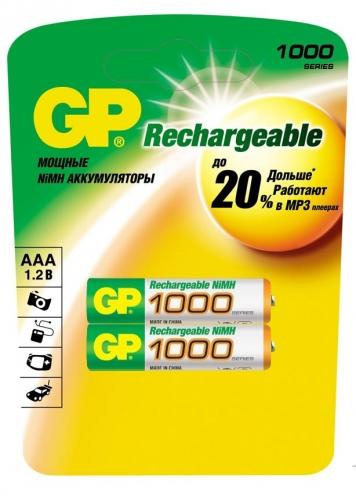 1000
SERIES
GP®
Rechargeable
МОЩНЫЕ
NiMH АККУМУЛЯТОРЫ
до
20%
Дольше*
Работают
в MP3 плеерах
AAA
1.2 В
GP
Rechargeable NiMH
1000 SERIES
MADE IN CHINA
GP
Rechargeable NiMH
1000 SERIES
MADE IN CHINA